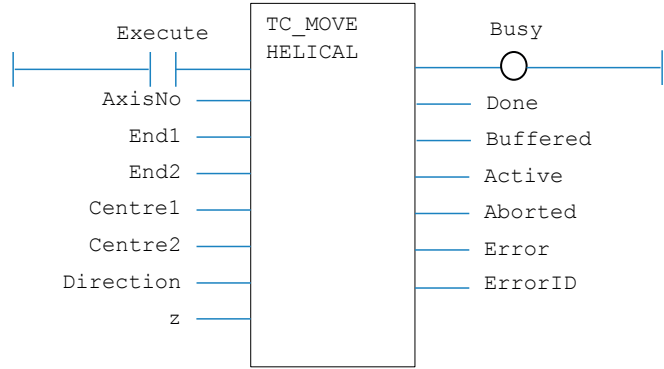 Execute
TC_MOVE
HELICAL
Busy
AxisNo
Done
End1
Buffered
End2
Active
Centre1
Aborted
Centre2
Error
Direction
ErrorID
z